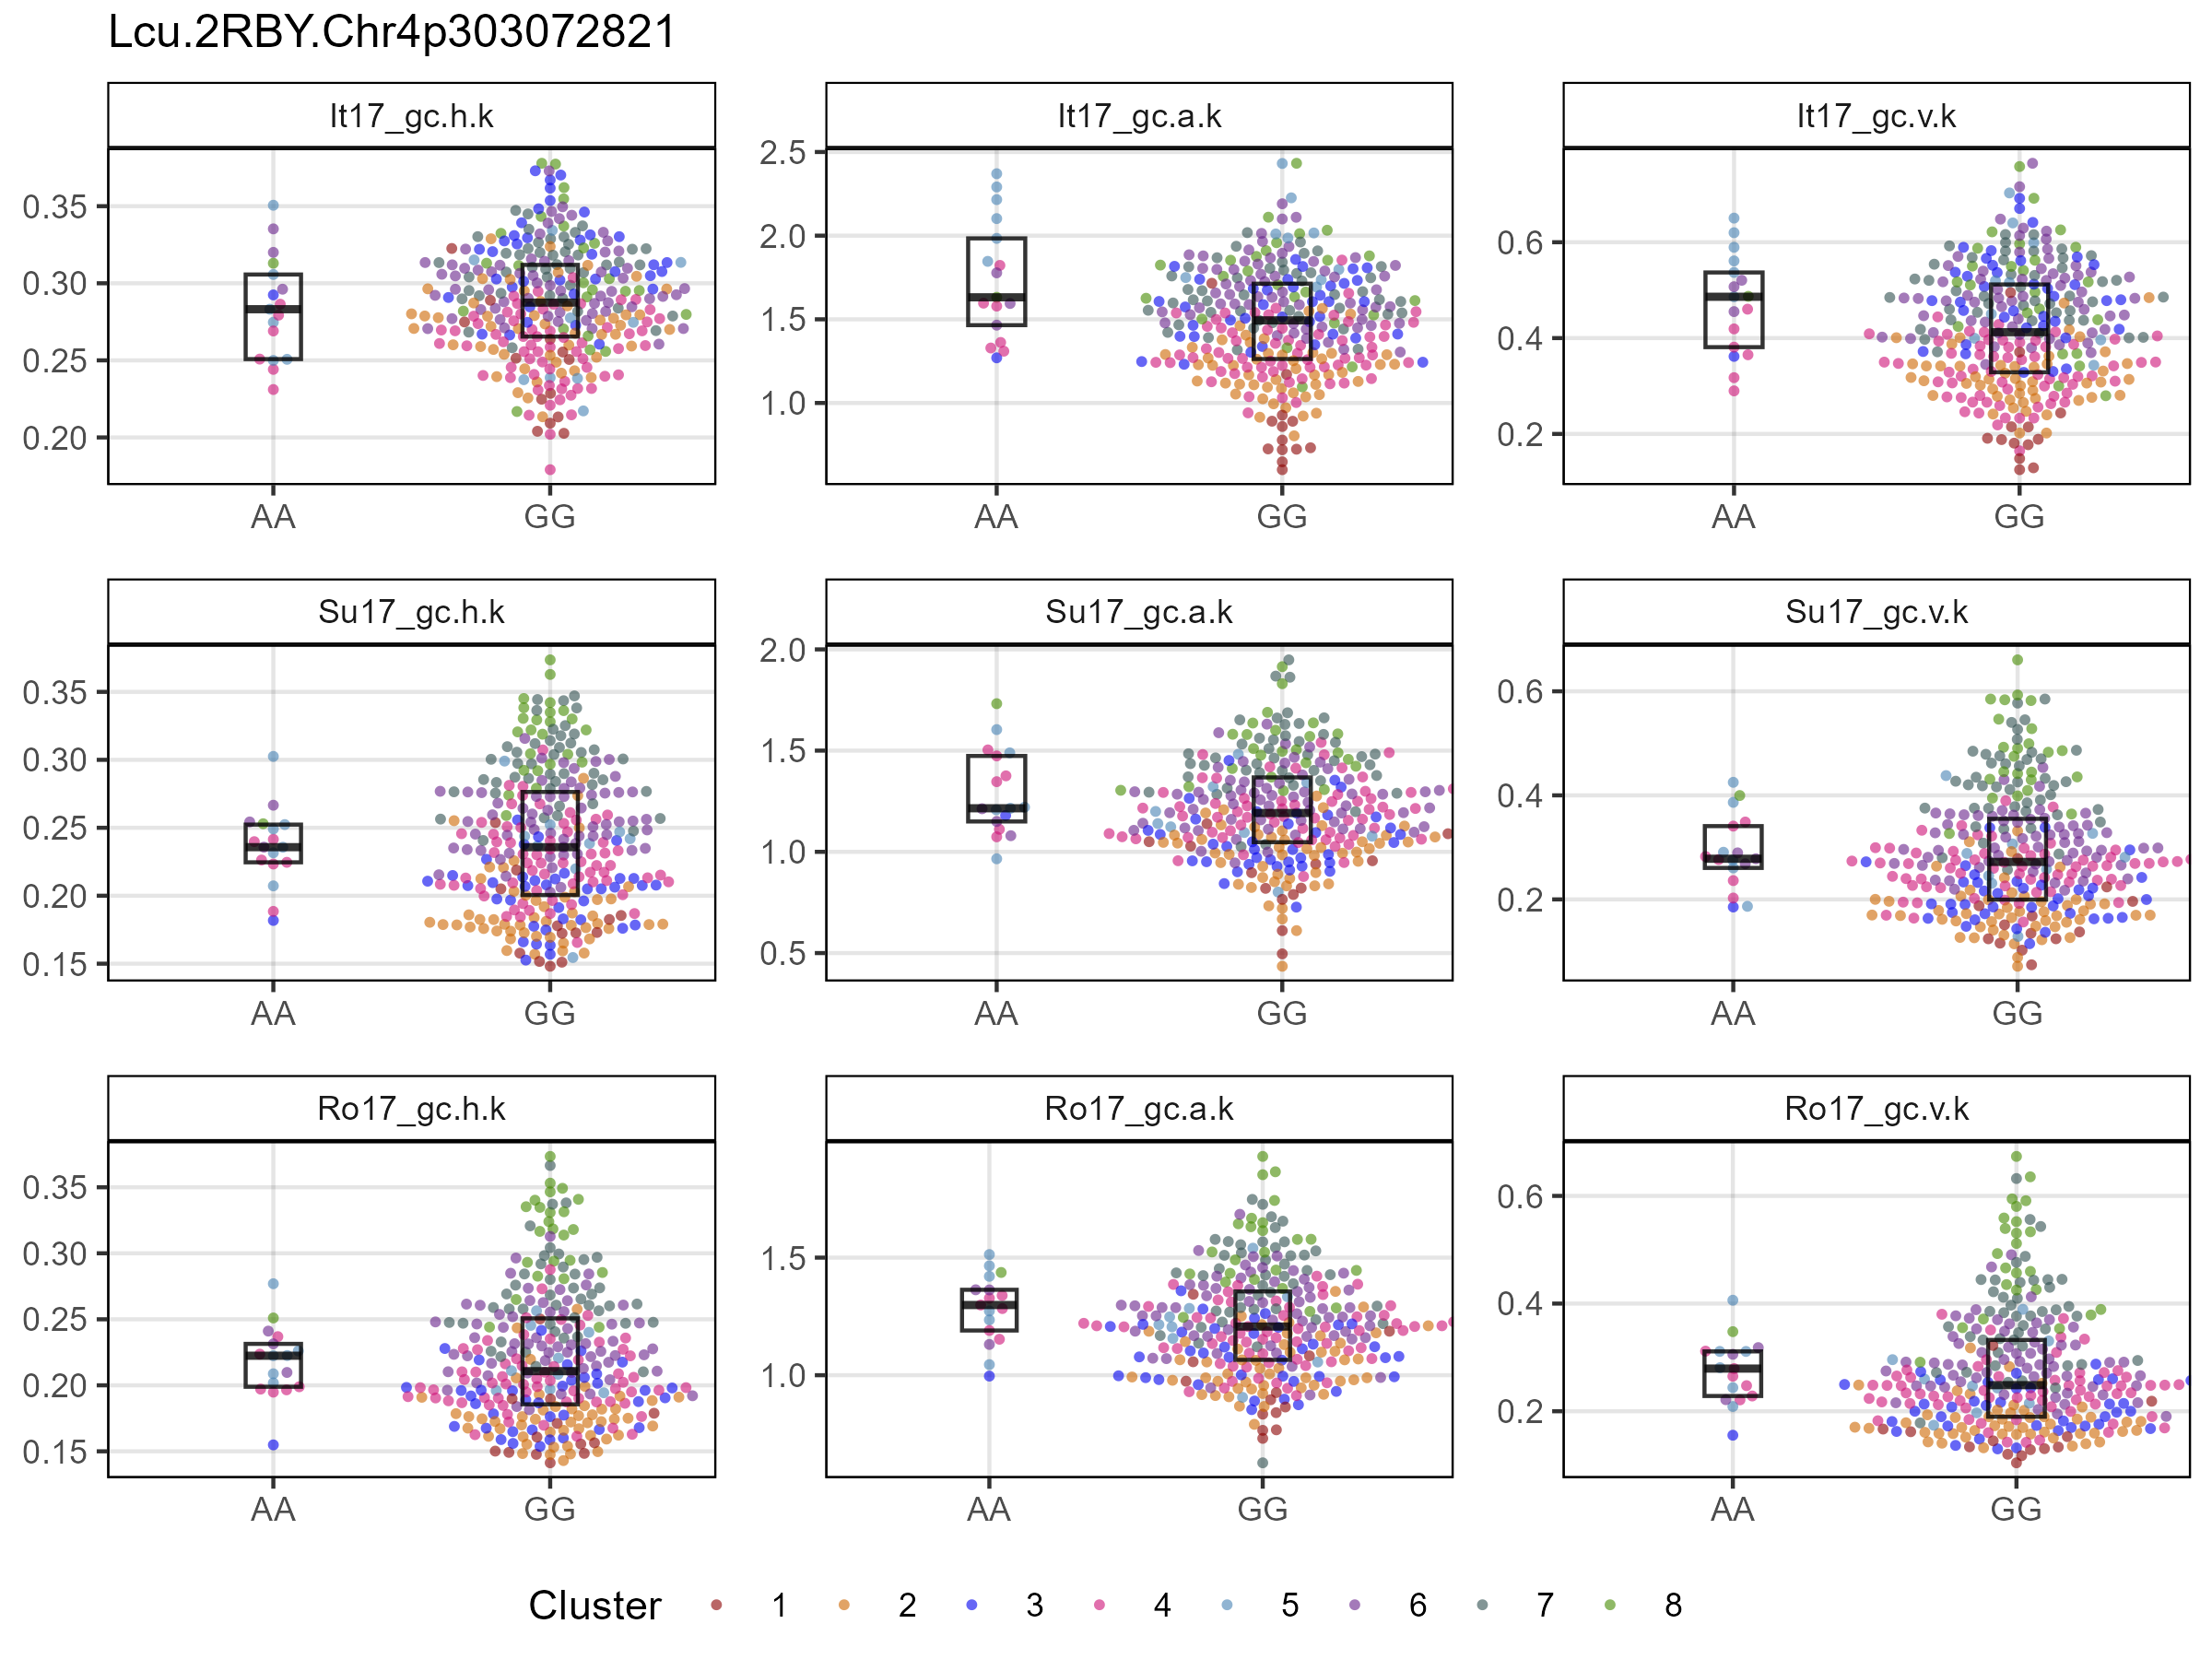 Lcu.2RBY.Chr4p303072821
It17_gc.h.k
It17_gc.a.k
It17_gc.v.k
0.35
0.30
0.25
0.20
AA
GG
2.5
2.0
1.5
1.0
AA
GG
0.6
0.4
0.2
AA
GG
Su17_gc.h.k
Su17_gc.a.k
Su17_gc.v.k
0.35
0.30
0.25
0.20
0.15
AA
GG
2.0
1.5
1.0
0.5
AA
GG
0.6
0.4
0.2
AA
GG
Ro17_gc.h.k
Ro17_gc.a.k
Ro17_gc.v.k
0.35
0.30
0.25
0.20
0.15
AA
GG
1.5
1.0
AA
GG
0.6
0.4
0.2
AA
GG
Cluster 1 2 3 4 5 6 7 8